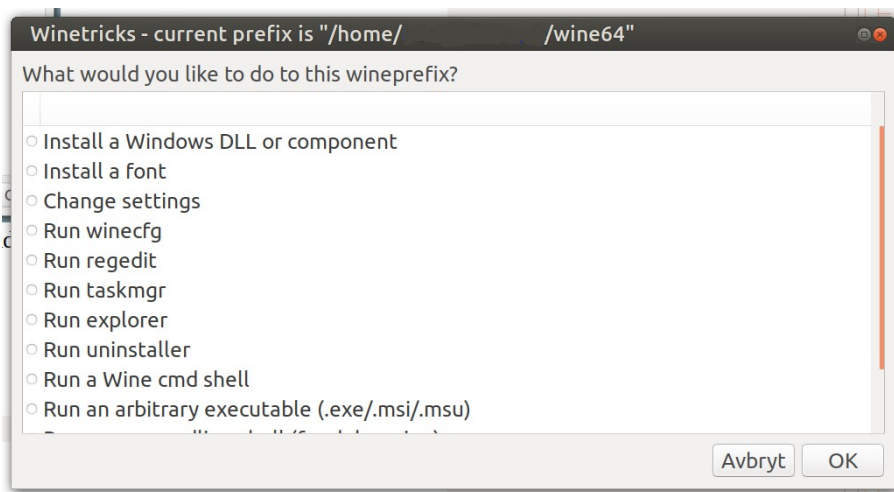 Winetricks - current prefix is "/home/ /wine64"
What would you like to do to this wineprefix?
Install a Windows DLL or component
Install a font
Change settings
Run winecfg
Run regedit
Run taskmgr
Run explorer
Run uninstaller
Run a Wine cmd shell
Run an arbitrary executable (.exe/.msi/.msu)
Avbryt OK